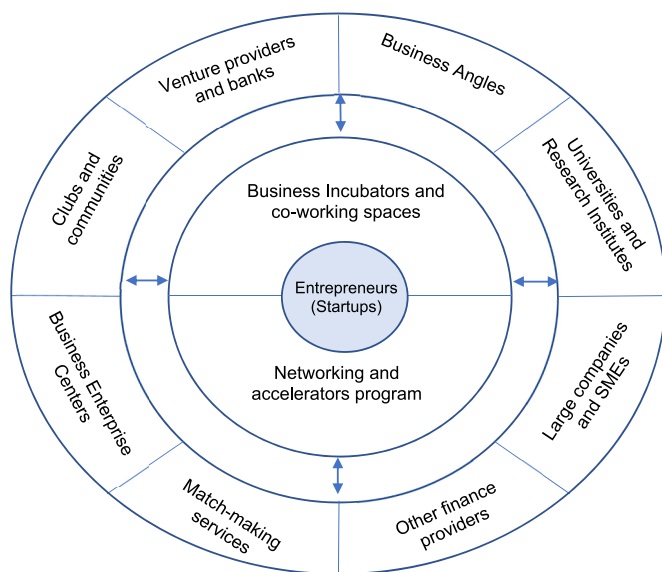 Venture providers
and banks
Business Angles
Clubs and
communities
Universities and
Research Institutes
Business Incubators and
co-working spaces
Entrepreneurs
(Startups)
Networking and
accelerators program
Business Enterprise
Centers
Large companies
and SMEs
Match-making
services
Other finance
providers